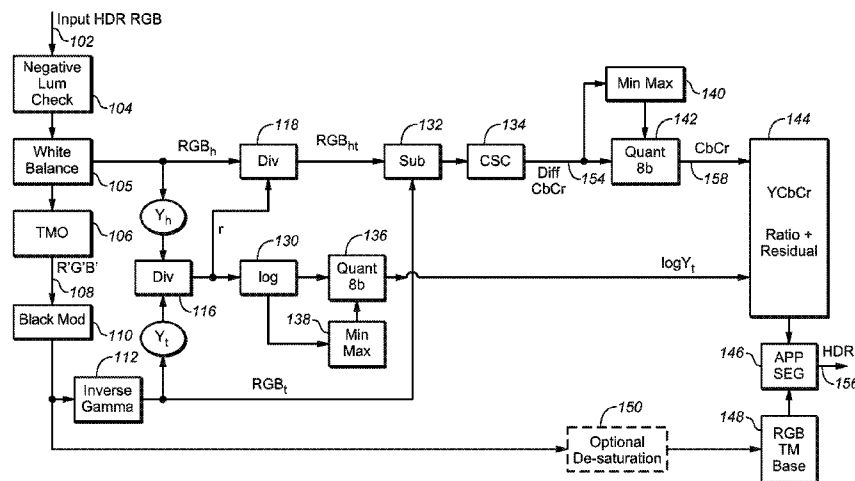 Input HDR RGB
102
Negative
Lum
Check
104
White
Balance
105
TMO
106
R'G'B'
108
Black Mod
110
112
Inverse
Gamma
RGBh
Yh
Div
116
Yt
RGBt
r
118
Div
RGBht
130
log
136
Quant
8b
138
Min
Max
132
Sub
134
CSC
Diff
CbCr
154
Min Max
140
142
Quant
8b
CbCr
158
logYt
144
YCbCr
Ratio +
Residual
146
APP
SEG
HDR
156
148
RGB
TM
Base
150
Optional
De-saturation